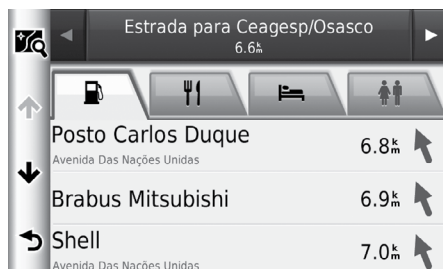 Estrada para Ceagesp/Osasco
6.6km
Posto Carlos Duque
6.8km
Avenida Das Nações Unidas
Brabus Mitsubishi
6.9km
Shell
7.0km
Avenida Das Nações Unidas